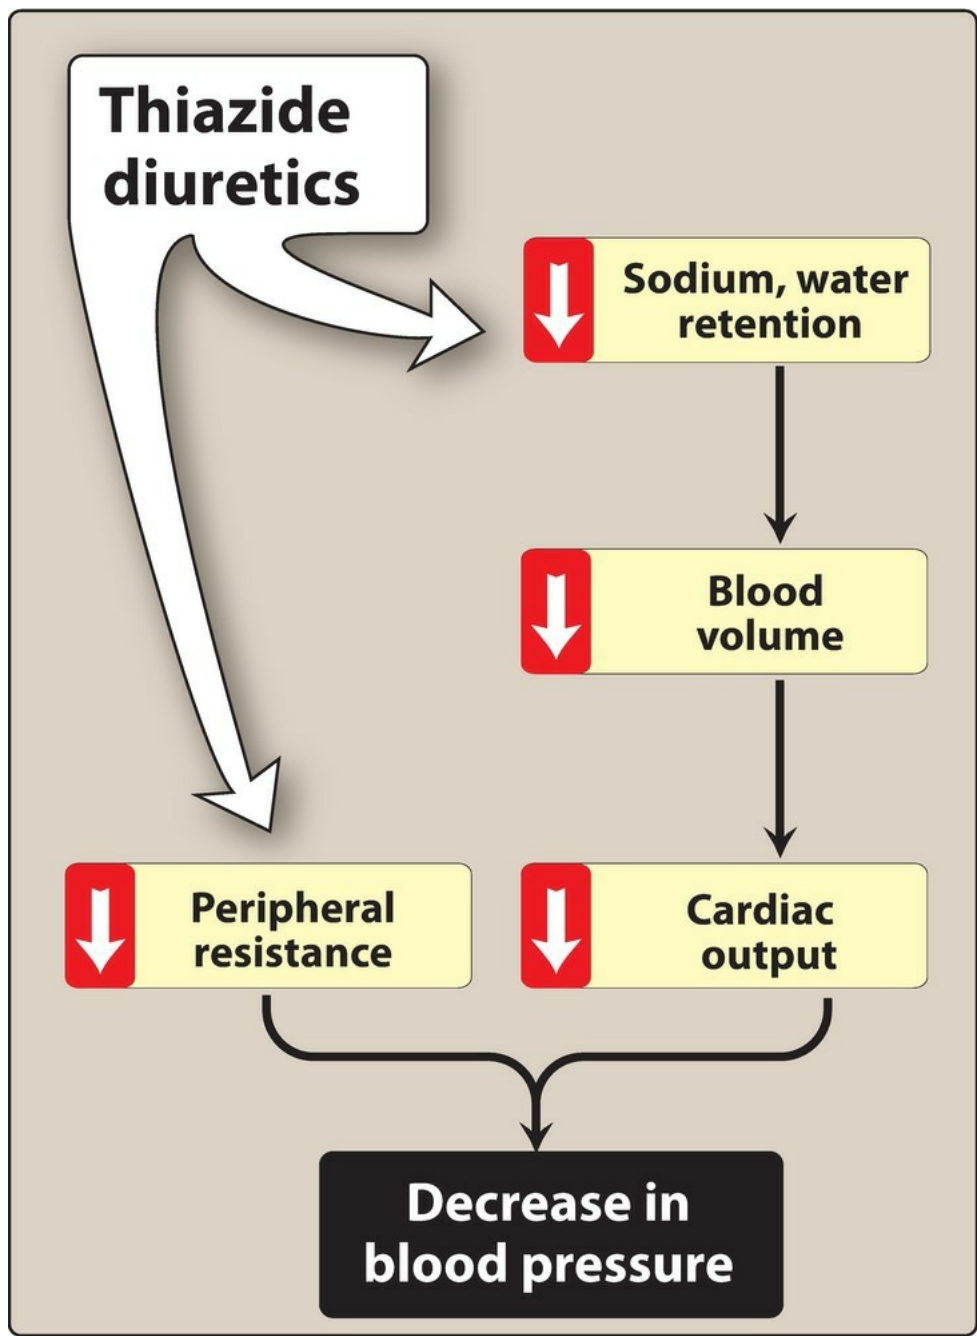 Thiazide
diuretics
Sodium, water
retention
Blood
volume
Peripheral
resistance
Cardiac
output
Decrease in
blood pressure